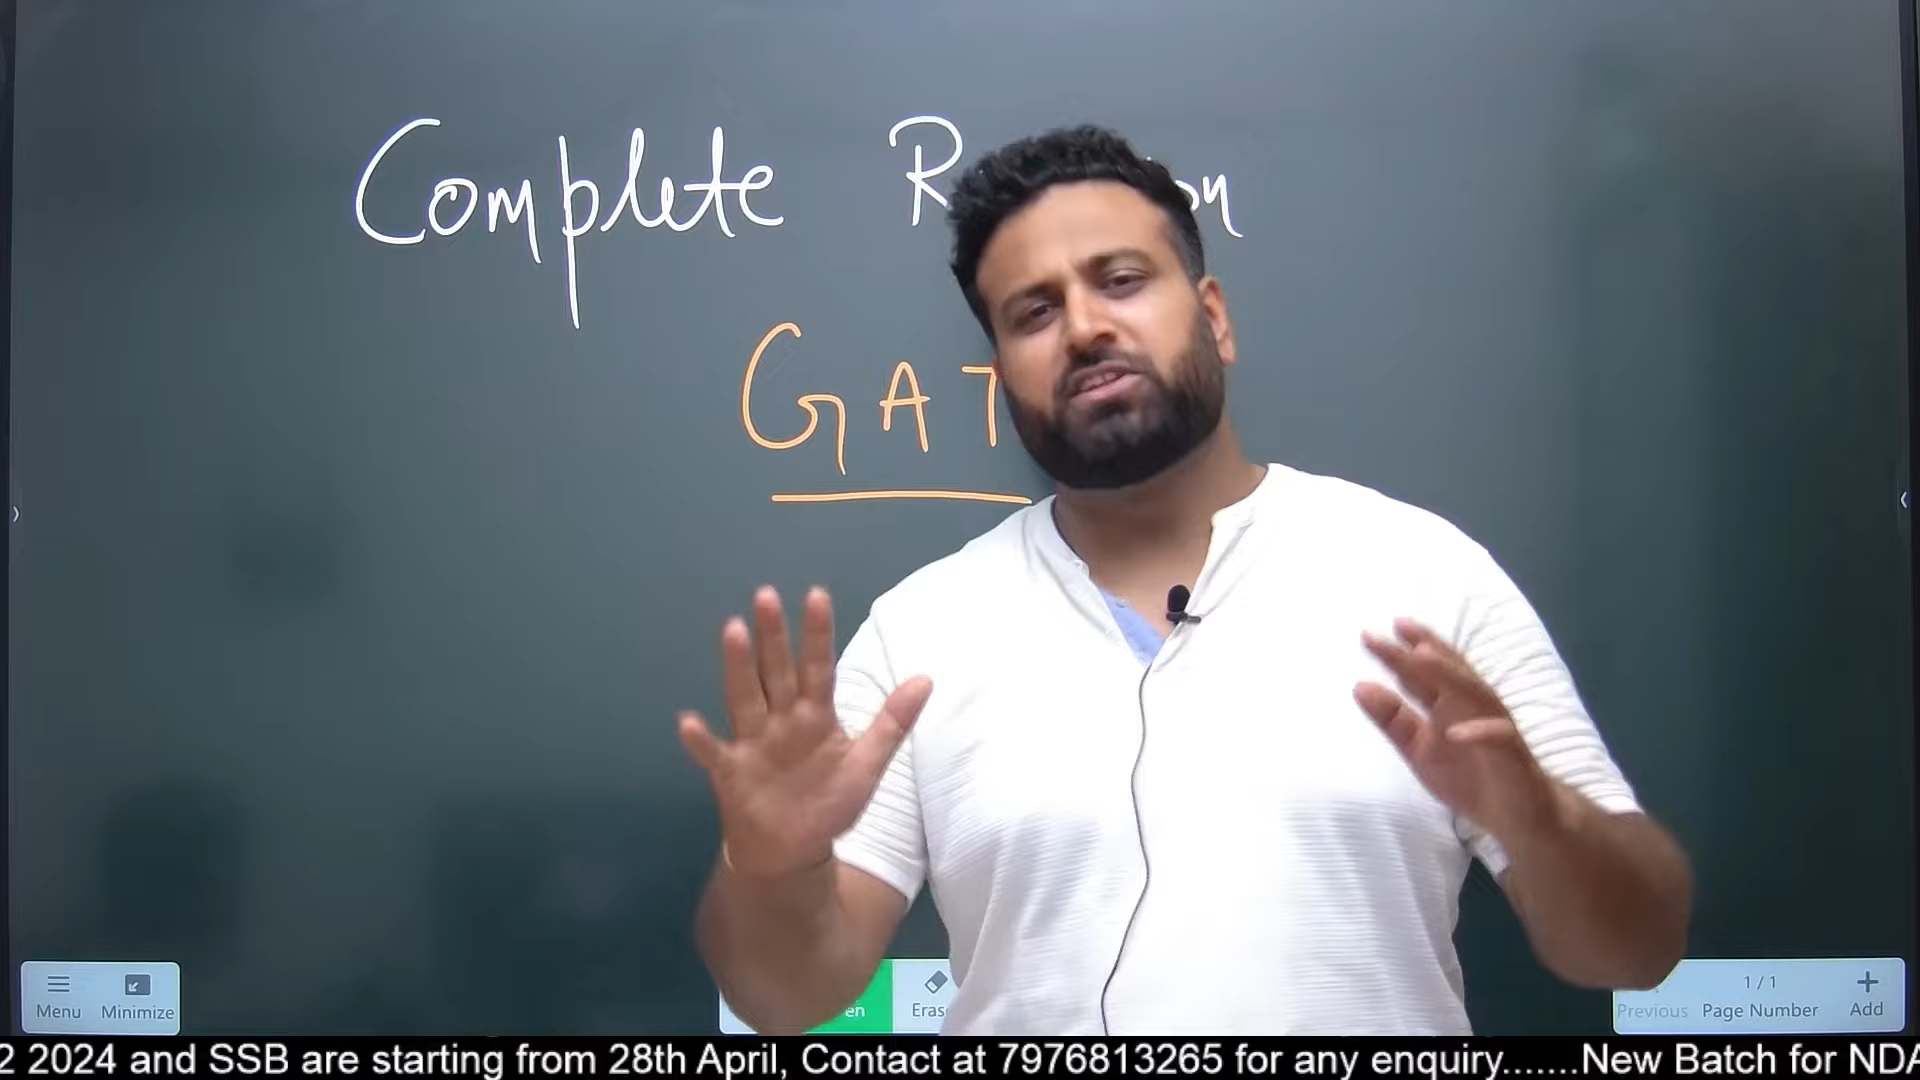 Complete
GAT
Menu
Minimize
1 / 1
Previous
Page Number
Add
2 2024 and SSB are starting from 28th April, Contact at 7976813265 for any enquiry.......New Batch for NDA